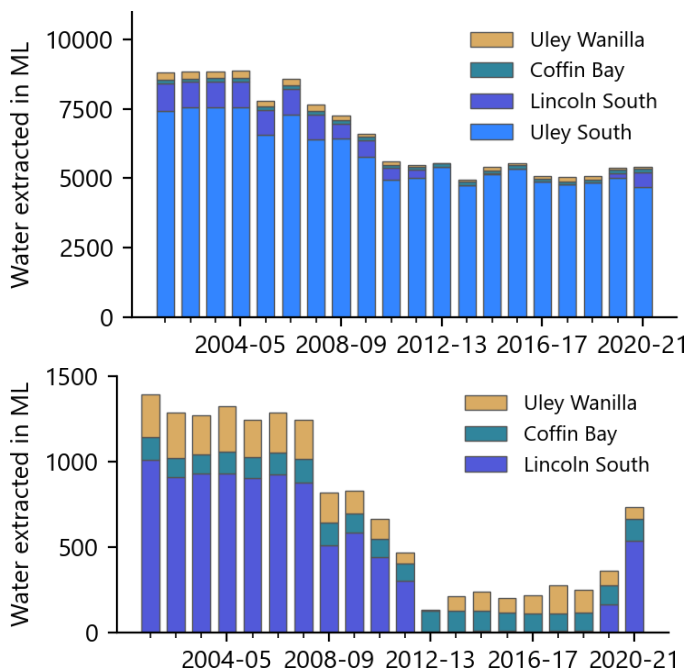 Water extracted in ML
10000
7500
5000
2500
0
Uley Wanilla
Coffin Bay
Lincoln South
Uley South
2004-05 2008-09 2012-13 2016-17 2020-21
Water extracted in ML
1500
1000
500
0
Uley Wanilla
Coffin Bay
Lincoln South
2004-05 2008-09 2012-13 2016-17 2020-21